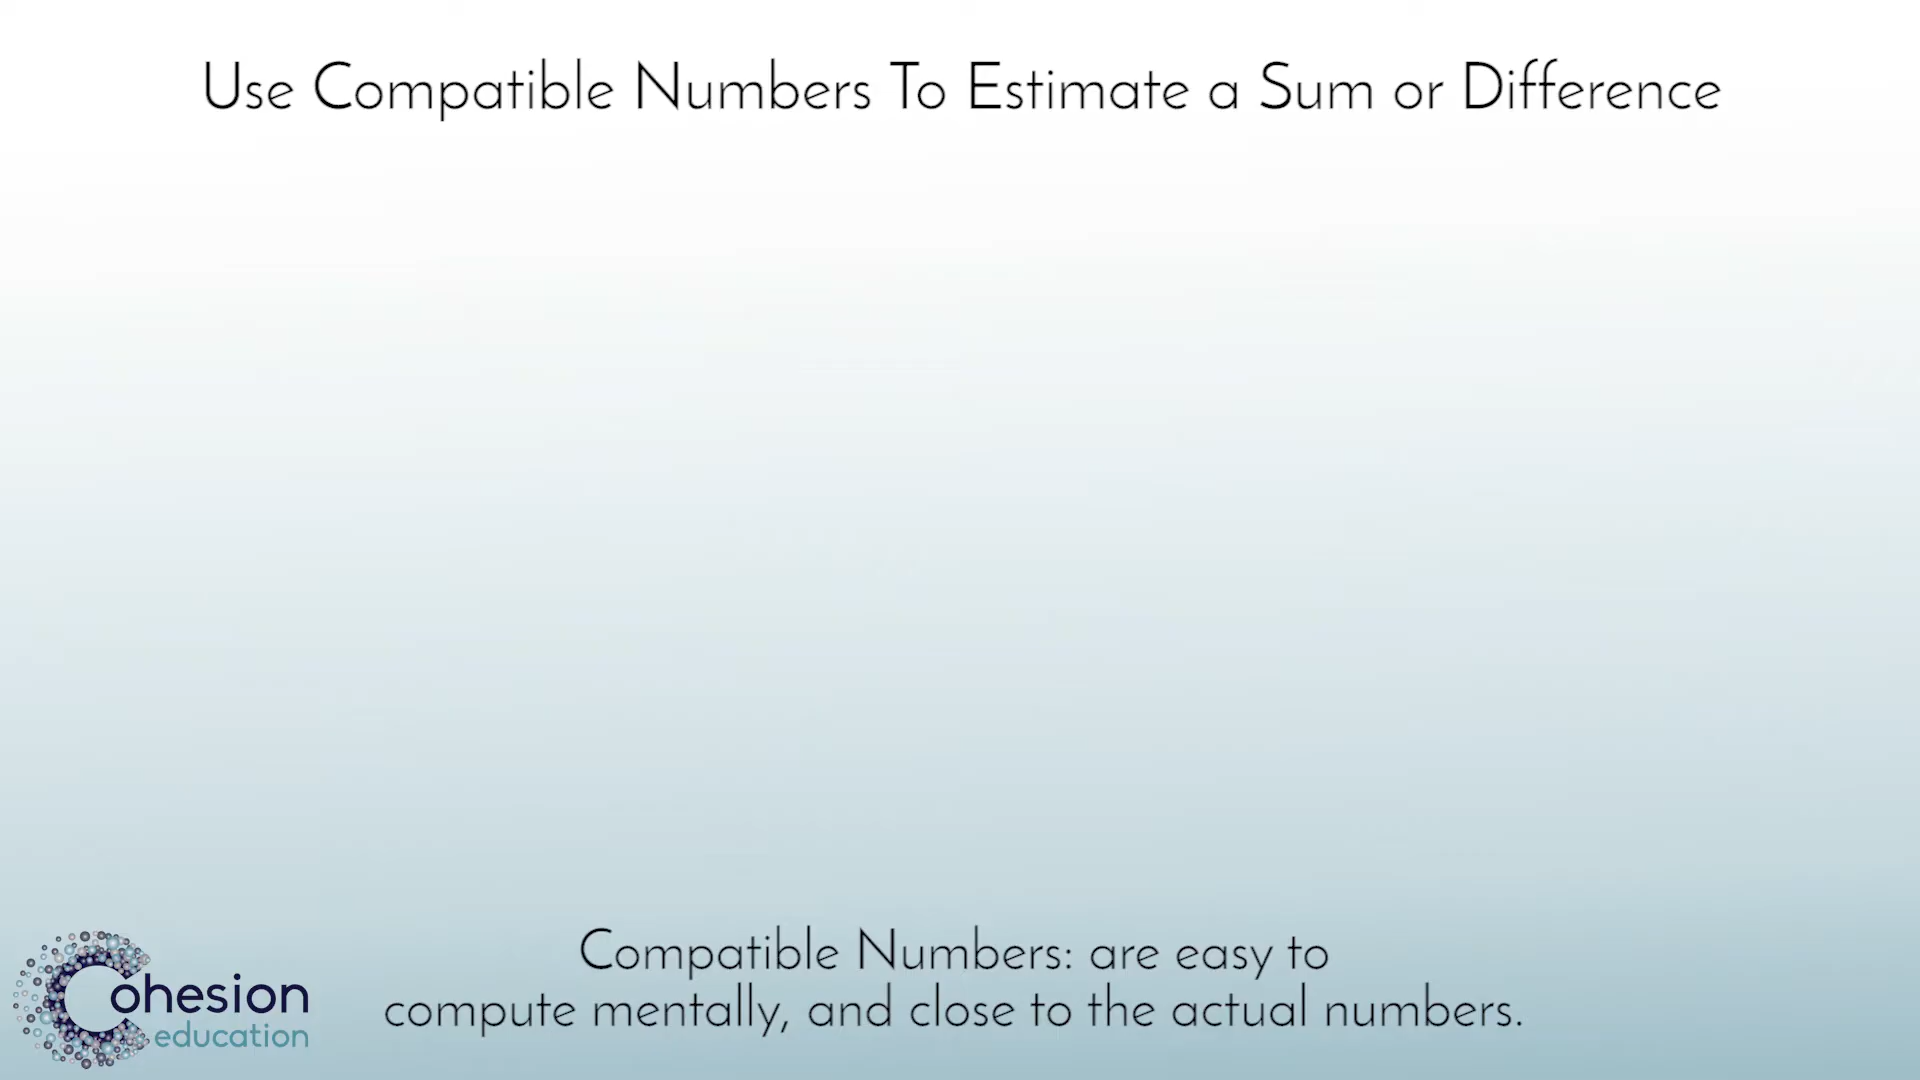 Use Compatible Numbers To Estimate a Sum or Difference
Compatible Numbers: are easy to
compute mentally, and close to the actual numbers.
Cohesion
education